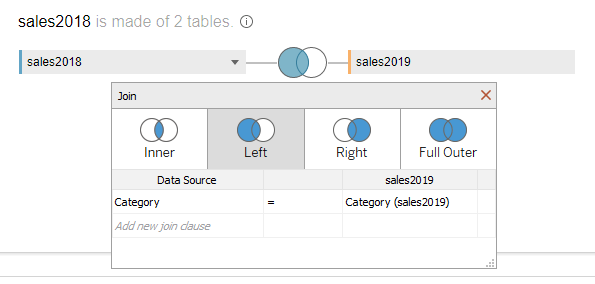 sales2018 is made of 2 tables.
sales2018 sales2019
Join
Inner Left Right Full Outer
Data Source sales2019
Category = Category (sales2019)
Add new join clause